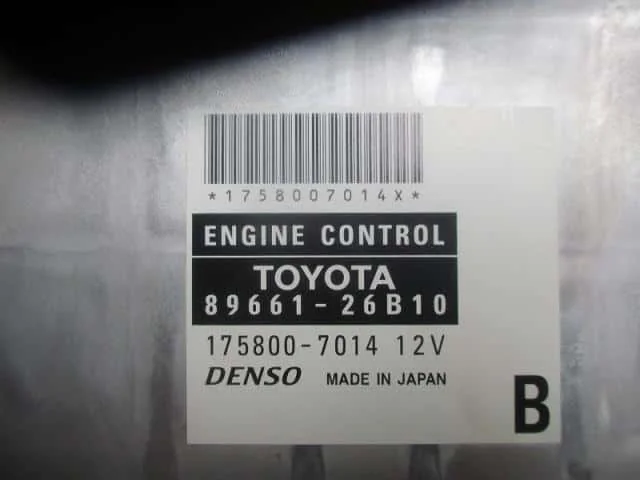 *1758007014X*
ENGINE CONTROL
TOYOTA
89661-26B10
175800-7014 12V
DENSO MADE IN JAPAN
B